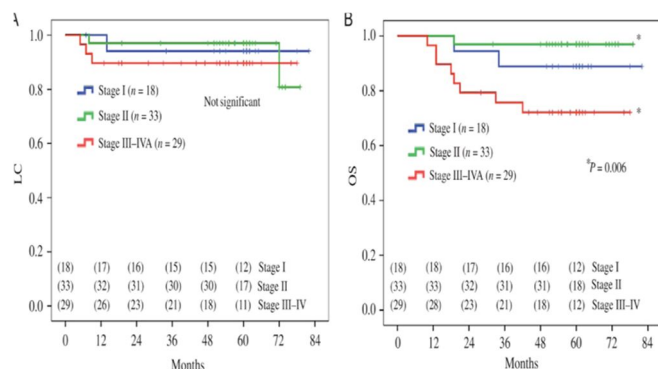 A
1.0
0.8
0.6
0.4
0.2
0.0
LC
Stage I (n = 18)
Stage II (n = 33)
Stage III–IVA (n = 29)
Not significant
(18) (17) (16) (15) (15) (12) Stage I
(33) (32) (31) (30) (30) (17) Stage II
(29) (26) (23) (21) (18) (11) Stage III–IV
0 12 24 36 48 60 72 84
Months
B
1.0
0.8
0.6
0.4
0.2
0.0
OS
*
*
Stage I (n = 18)
Stage II (n = 33)
Stage III–IVA (n = 29)
*P = 0.006
(18) (18) (17) (16) (16) (12) Stage I
(33) (33) (32) (31) (31) (18) Stage II
(29) (28) (23) (21) (18) (12) Stage III–IV
0 12 24 36 48 60 72 84
Months